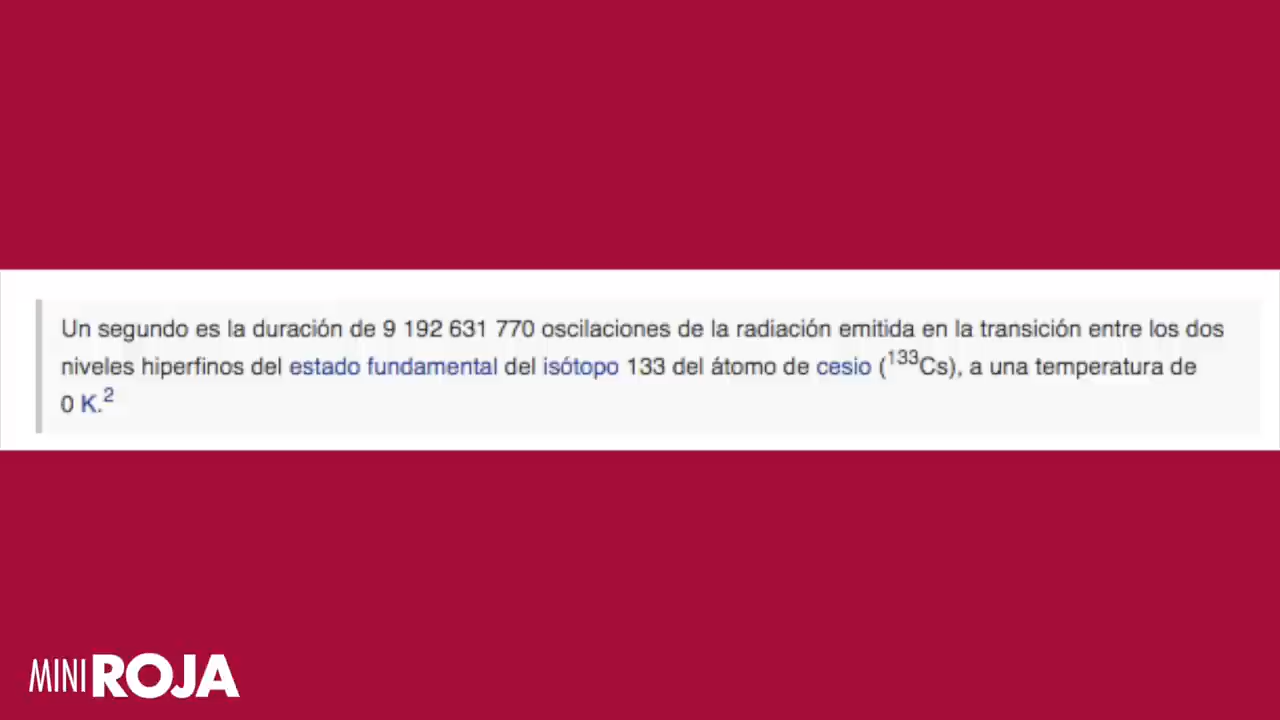 Un segundo es la duración de 9 192 631 770 oscilaciones de la radiación emitida en la transición entre los dos
niveles hiperfinos del estado fundamental del isótopo 133 del átomo de cesio (¹³³Cs), a una temperatura de
0 K.²
MINI ROJA